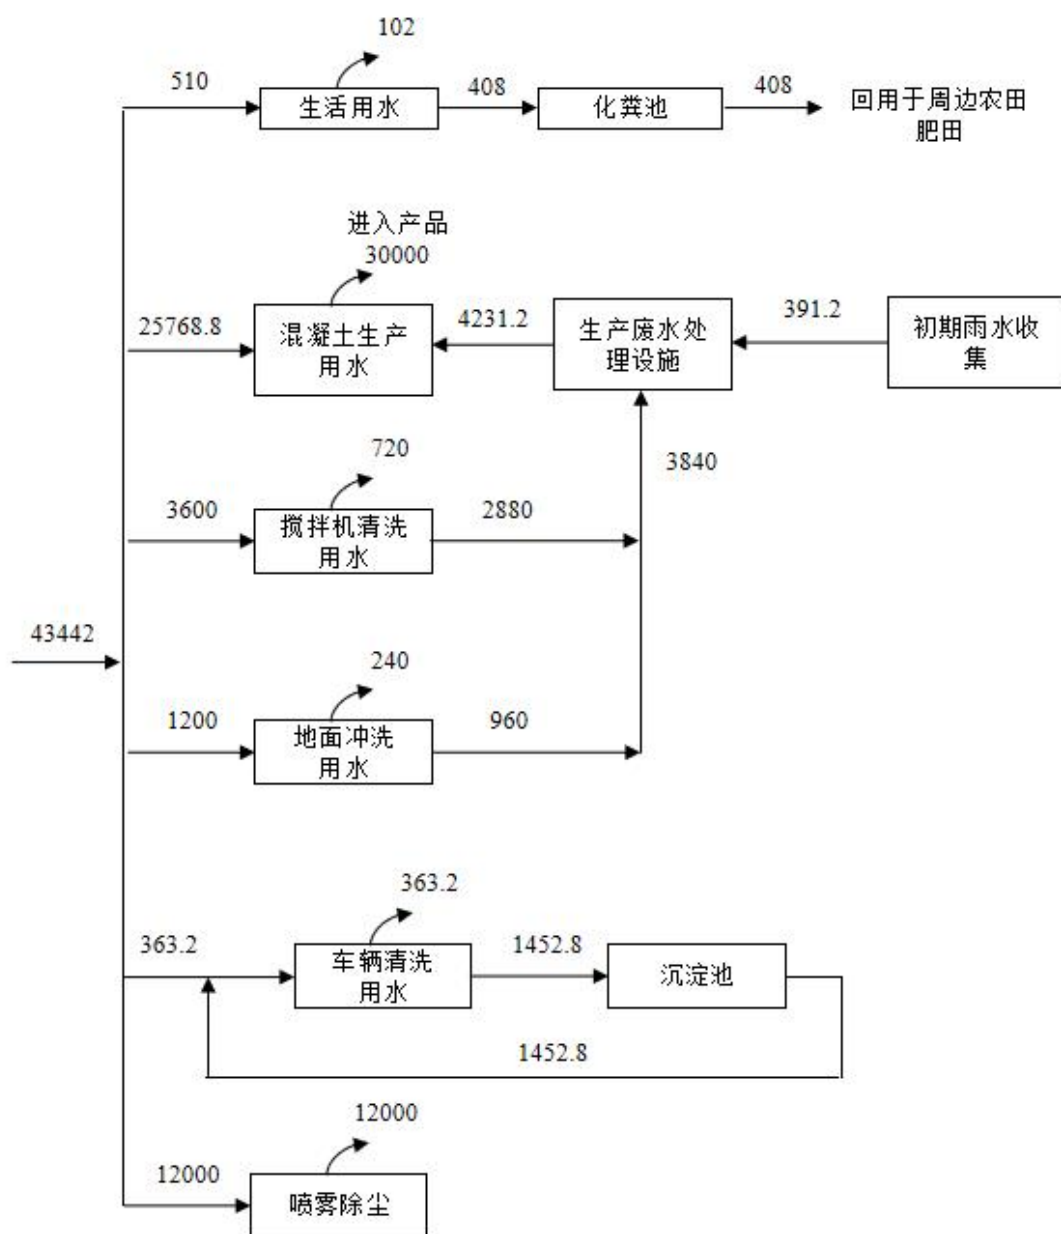 102
510
生活用水
408
化粪池
408
回用于周边农田
肥田
进入产品
30000
25768.8
混凝土生产
用水
4231.2
生产废水处
理设施
391.2
初期雨水收
集
720
3840
3600
搅拌机清洗
用水
2880
43442
240
1200
地面冲洗
用水
960
363.2
363.2
车辆清洗
用水
1452.8
沉淀池
1452.8
12000
12000
喷雾除尘